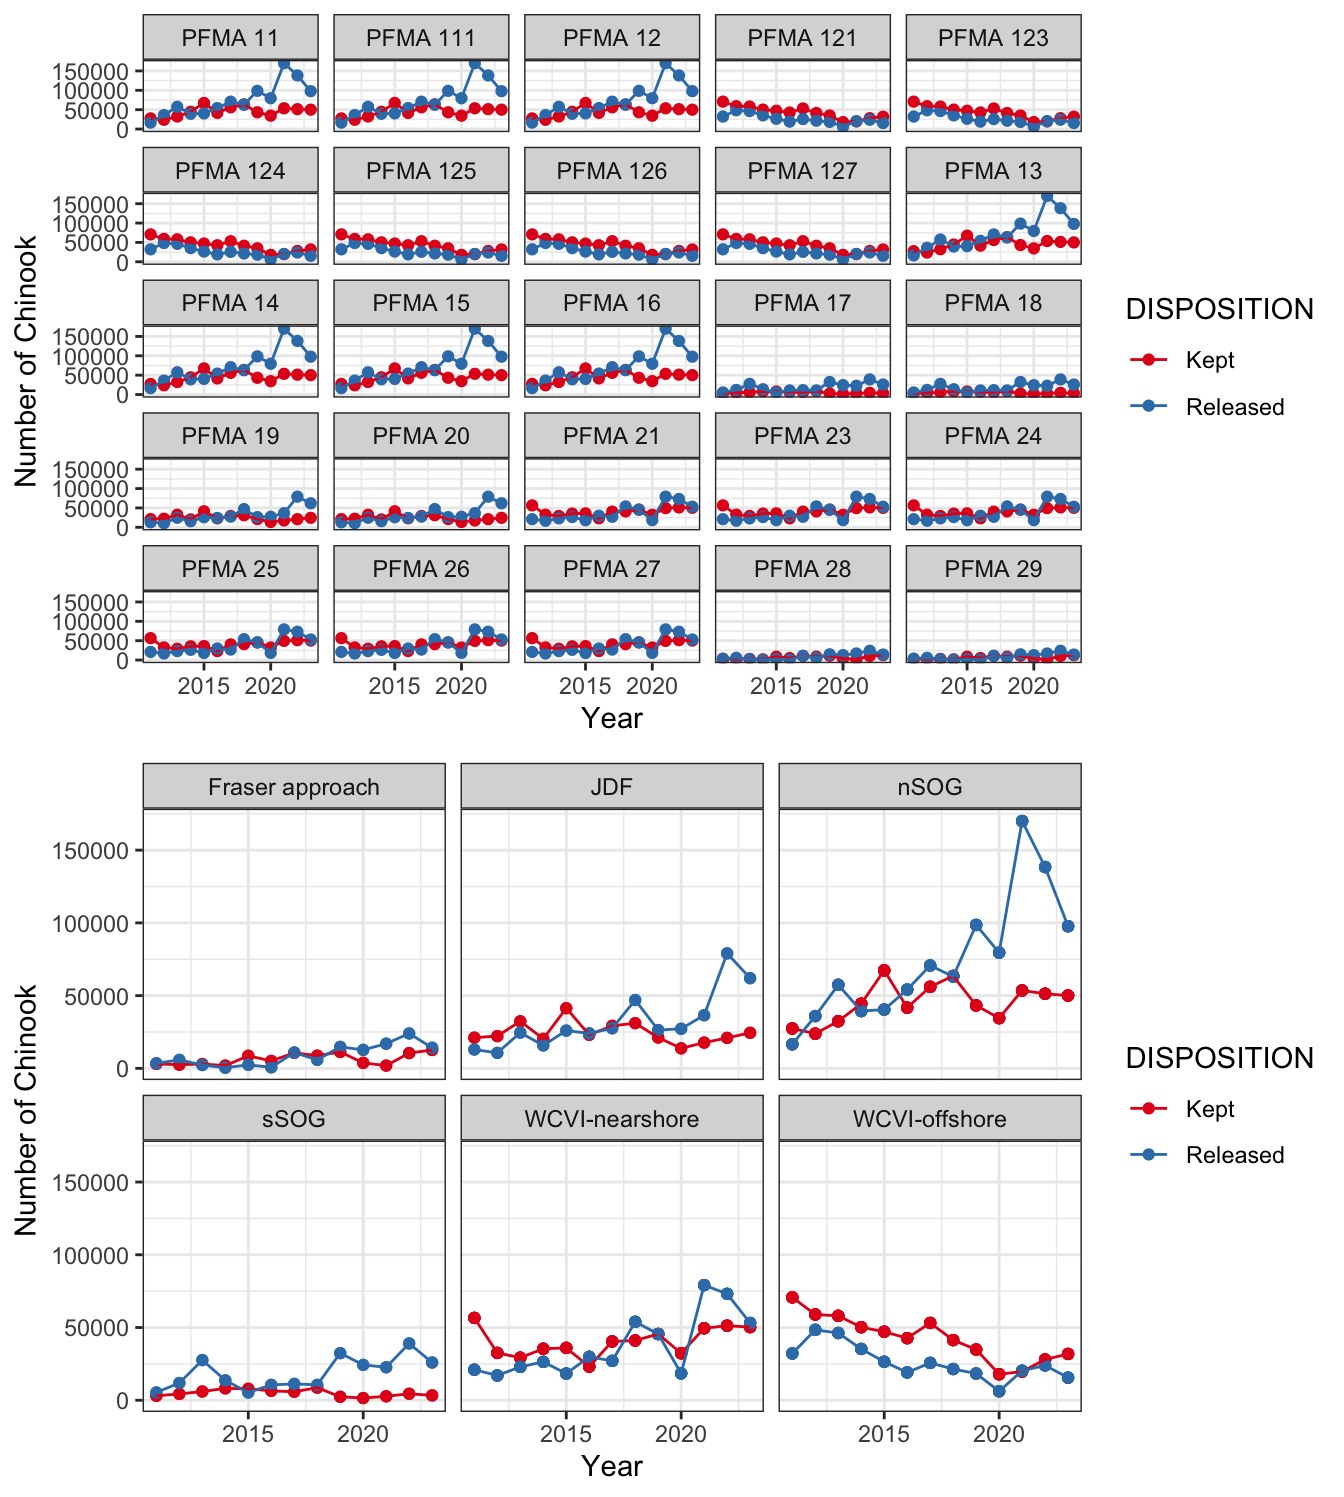 PFMA 11 PFMA 111 PFMA 12 PFMA 121 PFMA 123
150000
100000
50000
0
PFMA 124 PFMA 125 PFMA 126 PFMA 127 PFMA 13
150000
100000
50000
0
PFMA 14 PFMA 15 PFMA 16 PFMA 17 PFMA 18
150000
100000
50000
0
PFMA 19 PFMA 20 PFMA 21 PFMA 23 PFMA 24
150000
100000
50000
0
PFMA 25 PFMA 26 PFMA 27 PFMA 28 PFMA 29
150000
100000
50000
0
2015 2020 2015 2020 2015 2020 2015 2020 2015 2020
Year
Number of Chinook
DISPOSITION
Kept
Released
Fraser approach JDF nSOG
150000
100000
50000
0
sSOG WCVI-nearshore WCVI-offshore
150000
100000
50000
0
2015 2020 2015 2020 2015 2020
Year
Number of Chinook
DISPOSITION
Kept
Released